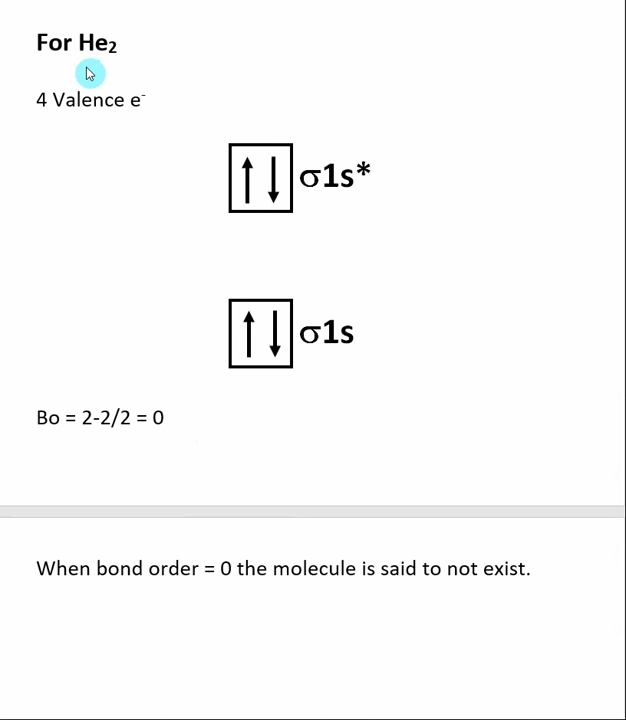 For He₂
4 Valence e⁻
↑↓ σ1s*
↑↓ σ1s
Bo = 2-2/2 = 0
When bond order = 0 the molecule is said to not exist.